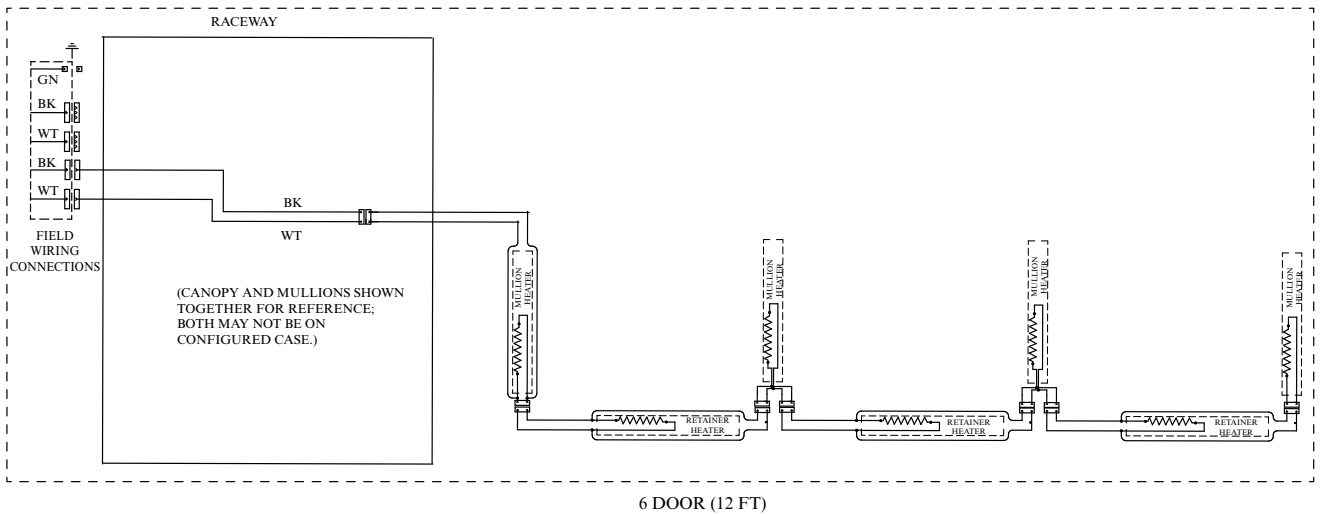 RACEWAY
GN
BK
WT
BK
WT
FIELD
WIRING
CONNECTIONS
BK
WT
(CANOPY AND MULLIONS SHOWN
TOGETHER FOR REFERENCE;
BOTH MAY NOT BE ON
CONFIGURED CASE.)
MULLION
HEATER
MULLION
HEATER
MULLION
HEATER
MULLION
HEATER
RETAINER
HEATER
RETAINER
HEATER
RETAINER
HEATER
6 DOOR (12 FT)